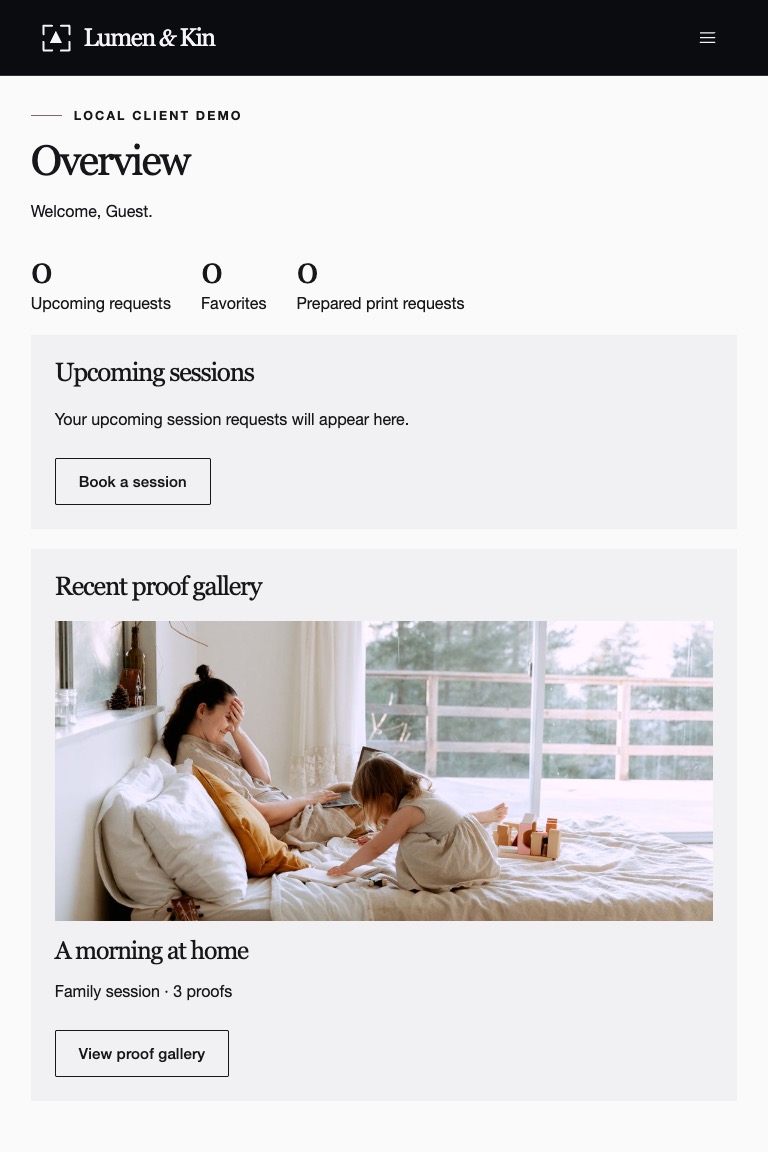 Lumen & Kin
LOCAL CLIENT DEMO
Overview
Welcome, Guest.
0 0 0
Upcoming requests Favorites Prepared print requests
Upcoming sessions
Your upcoming session requests will appear here.
Book a session
Recent proof gallery
A morning at home
Family session · 3 proofs
View proof gallery